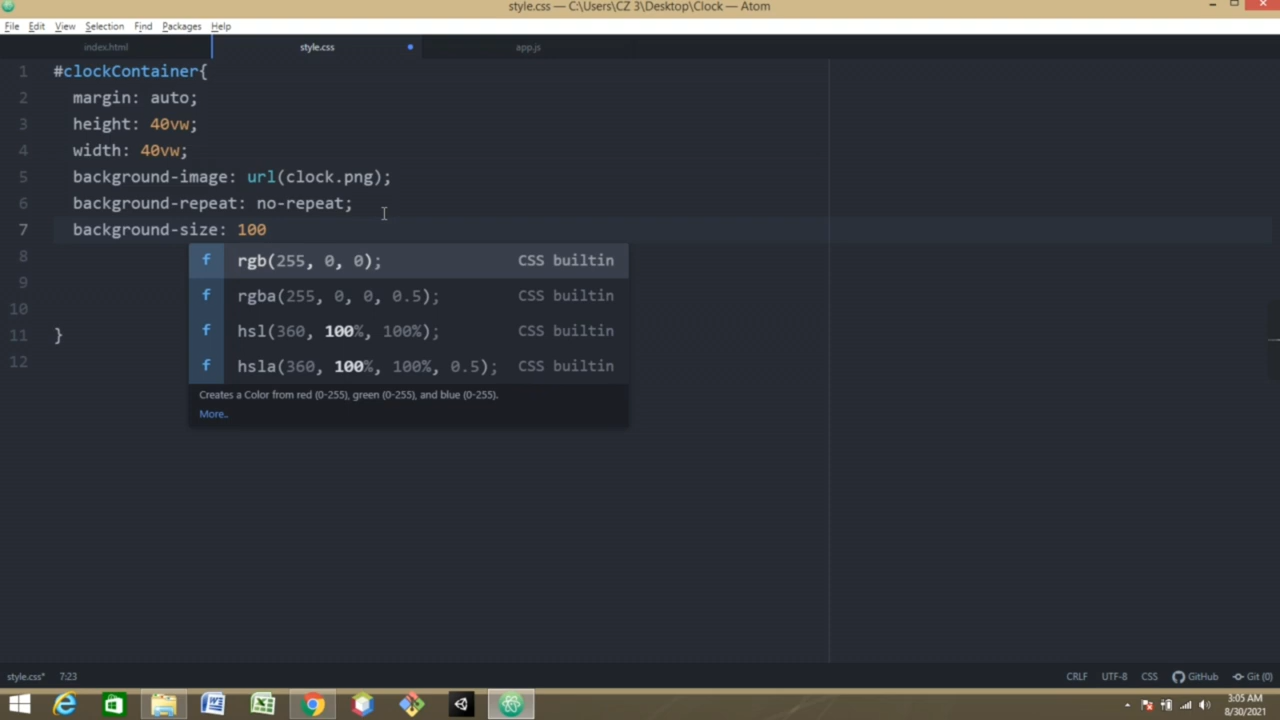 style.css — C:\Users\CZ 3\Desktop\Clock — Atom
File Edit View Selection Find Packages Help
index.html style.css app.js
1 #clockContainer{
2 margin: auto;
3 height: 40vw;
4 width: 40vw;
5 background-image: url(clock.png);
6 background-repeat: no-repeat;
7 background-size: 100
8
f rgb(255, 0, 0); CSS builtin
9
f rgba(255, 0, 0, 0.5); CSS builtin
10
f hsl(360, 100%, 100%); CSS builtin
11 }
12
f hsla(360, 100%, 100%, 0.5); CSS builtin
Creates a Color from red (0-255), green (0-255), and blue (0-255).
More..
style.css* 7:23 CRLF UTF-8 CSS GitHub Git (0)
3:05 AM
8/30/2021